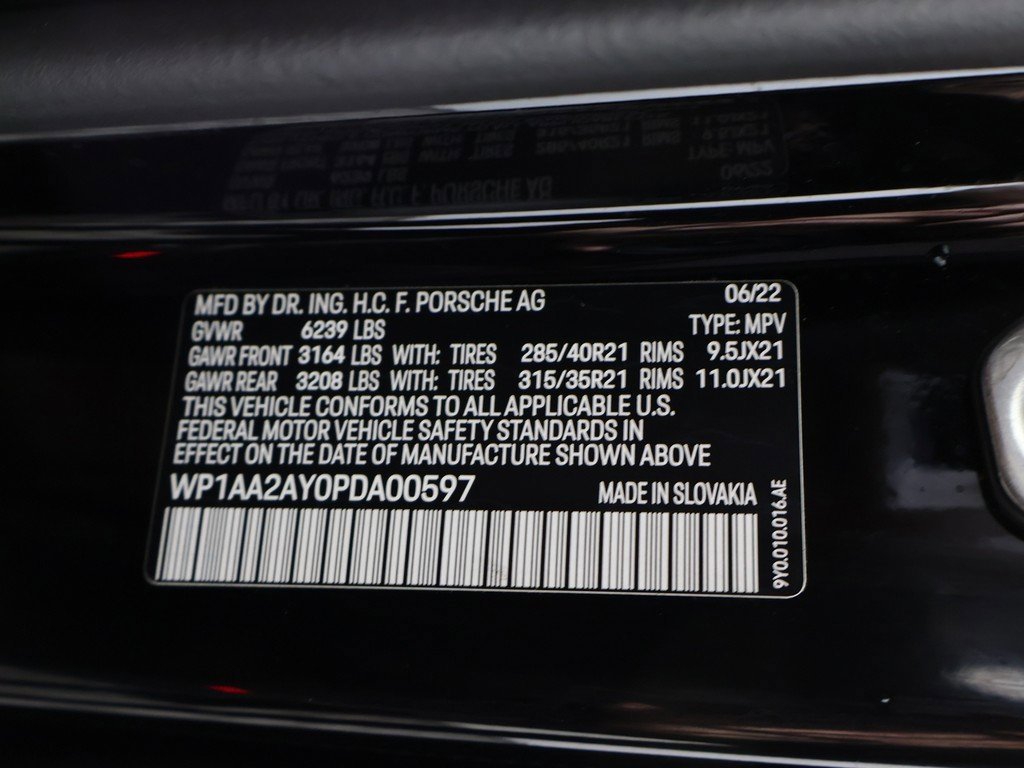 MFD BY DR. ING. H.C. F. PORSCHE AG 06/22
GVWR 6239 LBS TYPE: MPV
GAWR FRONT 3164 LBS WITH: TIRES 285/40R21 RIMS 9.5JX21
GAWR REAR 3208 LBS WITH: TIRES 315/35R21 RIMS 11.0JX21
THIS VEHICLE CONFORMS TO ALL APPLICABLE U.S.
FEDERAL MOTOR VEHICLE SAFETY STANDARDS IN
EFFECT ON THE DATE OF MANUFACTURE SHOWN ABOVE
WP1AA2AY0PDA00597 MADE IN SLOVAKIA
9Y0.010.016.AE